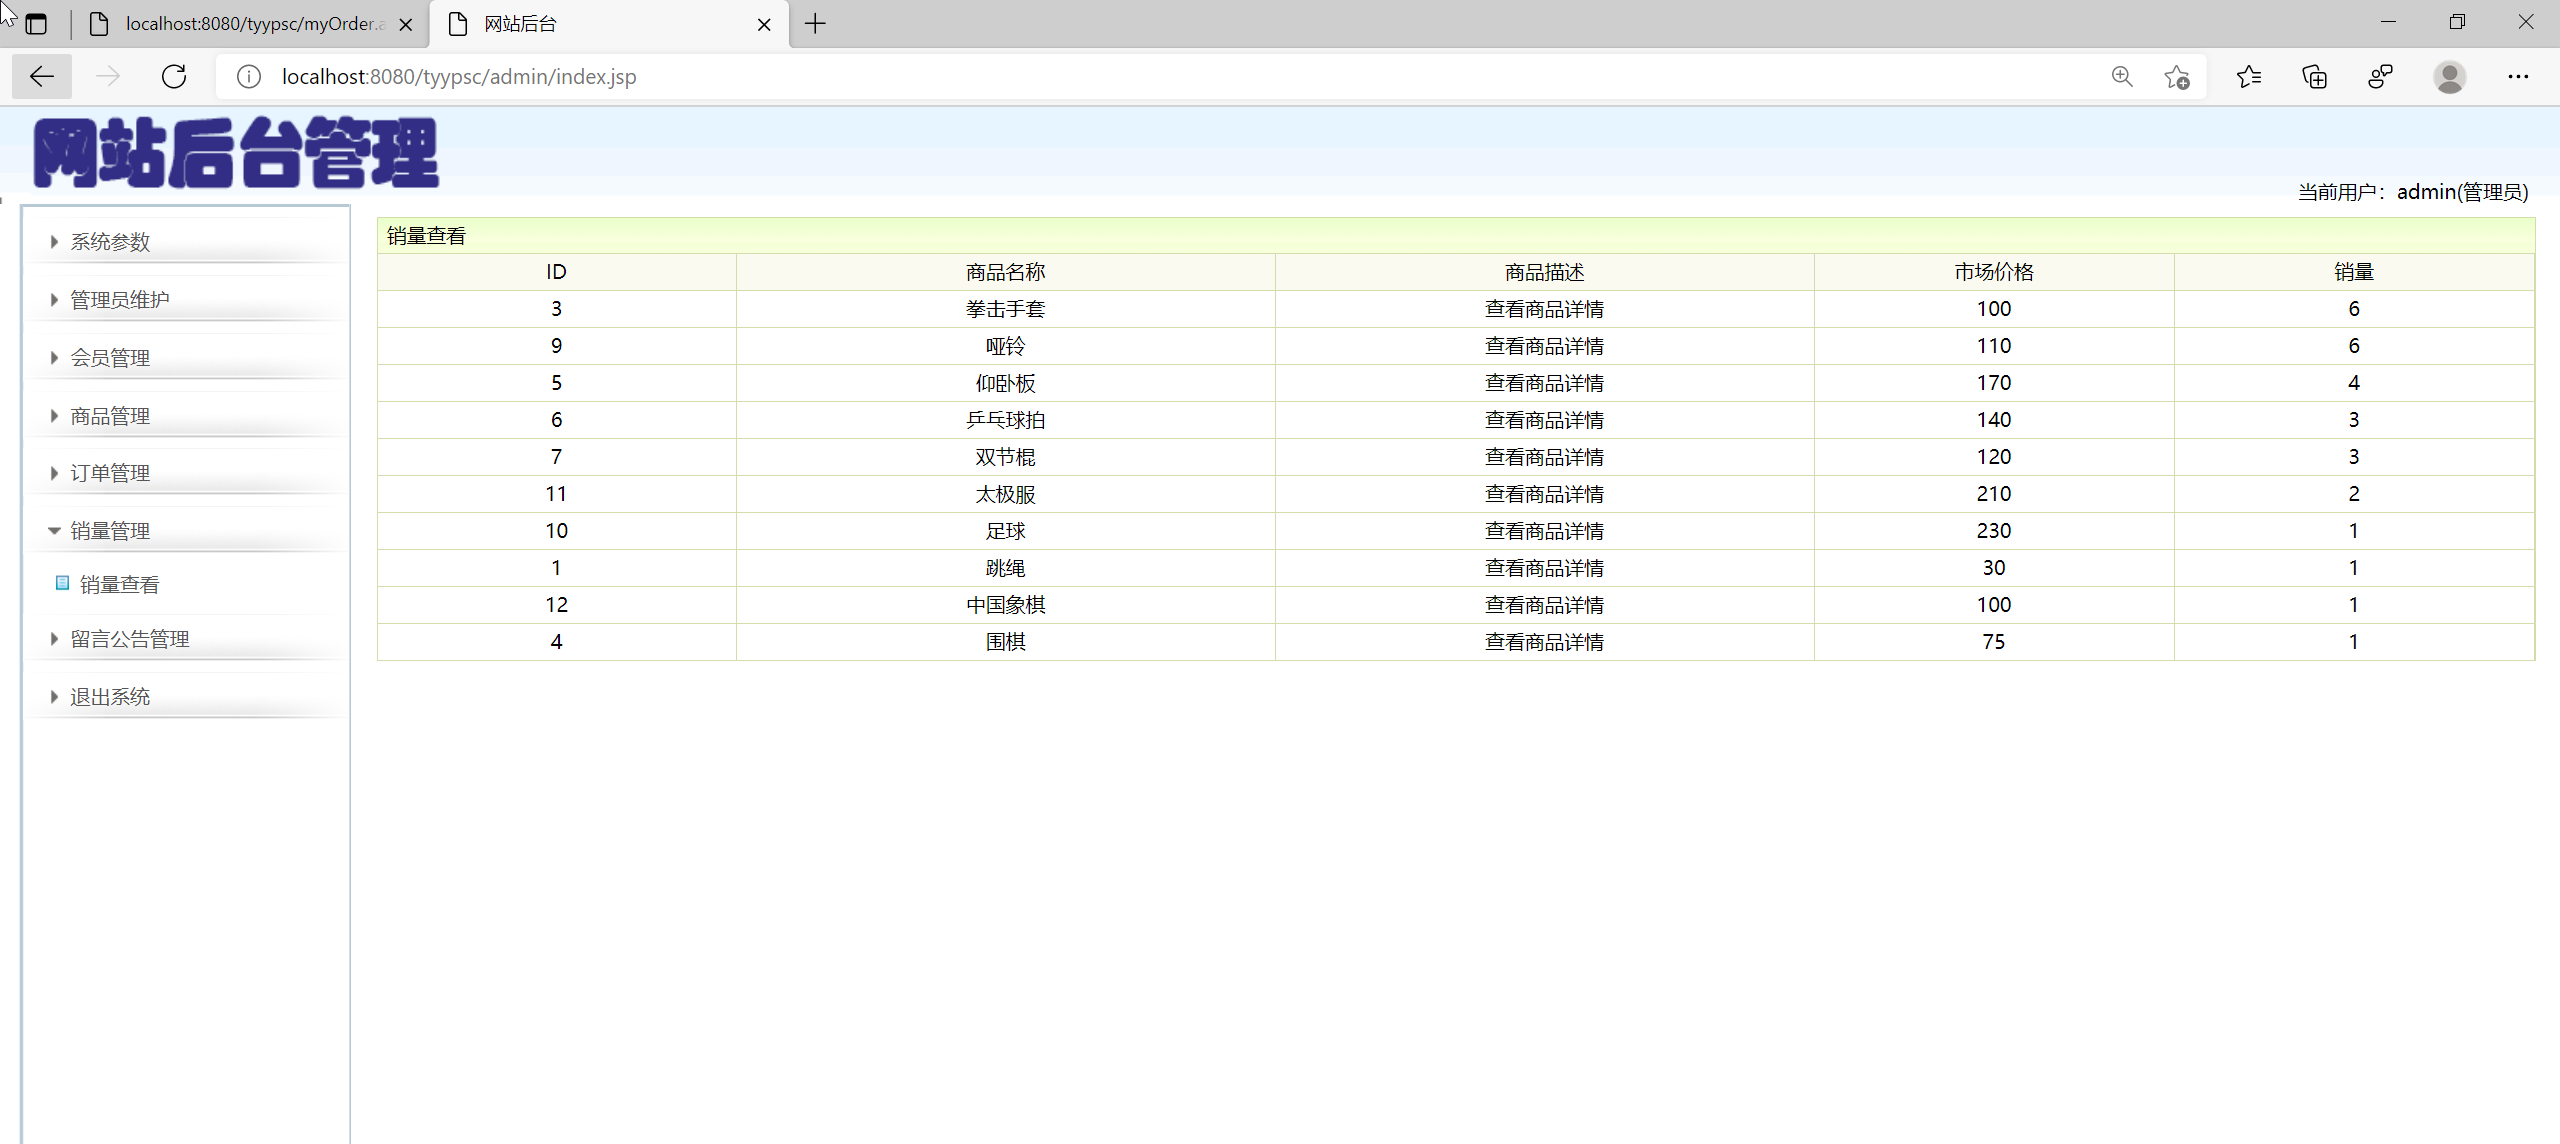 localhost:8080/tyypsc/myOrder.a
网站后台
localhost:8080/tyypsc/admin/index.jsp
网站后台管理
当前用户：admin(管理员)
系统参数
管理员维护
会员管理
商品管理
订单管理
销量管理
销量查看
留言公告管理
退出系统
销量查看
ID 商品名称 商品描述 市场价格 销量
3 拳击手套 查看商品详情 100 6
9 哑铃 查看商品详情 110 6
5 仰卧板 查看商品详情 170 4
6 乒乓球拍 查看商品详情 140 3
7 双节棍 查看商品详情 120 3
11 太极服 查看商品详情 210 2
10 足球 查看商品详情 230 1
1 跳绳 查看商品详情 30 1
12 中国象棋 查看商品详情 100 1
4 围棋 查看商品详情 75 1